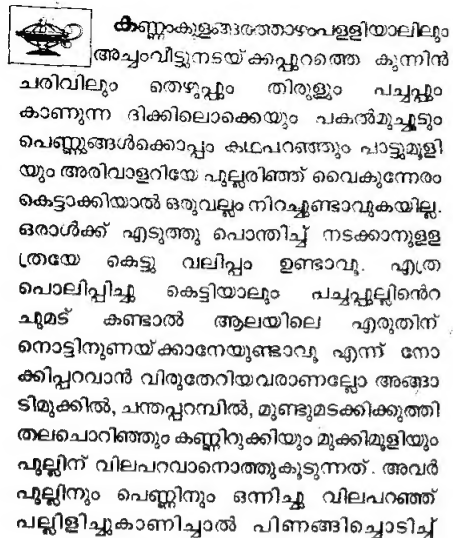 കണ്ണാകുളങ്ങരത്താഴംപള്ളിയാലിലും
അച്ചംവീട്ടുനടയ്ക്കപ്പുറത്തെ കുന്നിൻ
ചരിവിലും തെഴുപ്പും തിരുളും പച്ചപ്പും
കാണുന്ന ദിക്കിലൊക്കെയും പകൽമുച്ചൂടും
പെണ്ണുങ്ങൾക്കൊപ്പം കഥപറഞ്ഞും പാട്ടുമൂളി
യും അരിവാളറിയേ പുല്ലരിഞ്ഞ് വൈകുന്നേരം
കെട്ടാക്കിയാൽ ഒരുവല്ലം നിറച്ചുണ്ടാവുകയില്ല.
ഒരാൾക്ക് എടുത്തു പൊന്തിച്ച് നടക്കാനുള്ള
ത്രയേ കെട്ടു വലിപ്പം ഉണ്ടാവൂ. എത്ര
പൊലിപ്പിച്ചു കെട്ടിയാലും പച്ചപ്പുല്ലിൻെറ
ചുമട് കണ്ടാൽ ആലയിലെ എരുതിന്
നൊട്ടിനുണയ്ക്കാനേയുണ്ടാവൂ എന്ന് നോ
ക്കിപ്പറവാൻ വിരുതേറിയവരാണല്ലോ അങ്ങാ
ടിമുക്കിൽ, ചന്തപ്പറമ്പിൽ, മുണ്ടുമടക്കിക്കുത്തി
തലചൊറിഞ്ഞും കണ്ണിറുക്കിയും മുക്കിമൂളിയും
പുല്ലിന് വിലപറവാനൊത്തുകൂടുന്നത്. അവർ
പുല്ലിനും പെണ്ണിനും ഒന്നിച്ചു വിലപറഞ്ഞ്
പല്ലിളിച്ചുകാണിച്ചാൽ പിണങ്ങിച്ചൊടിച്ച്